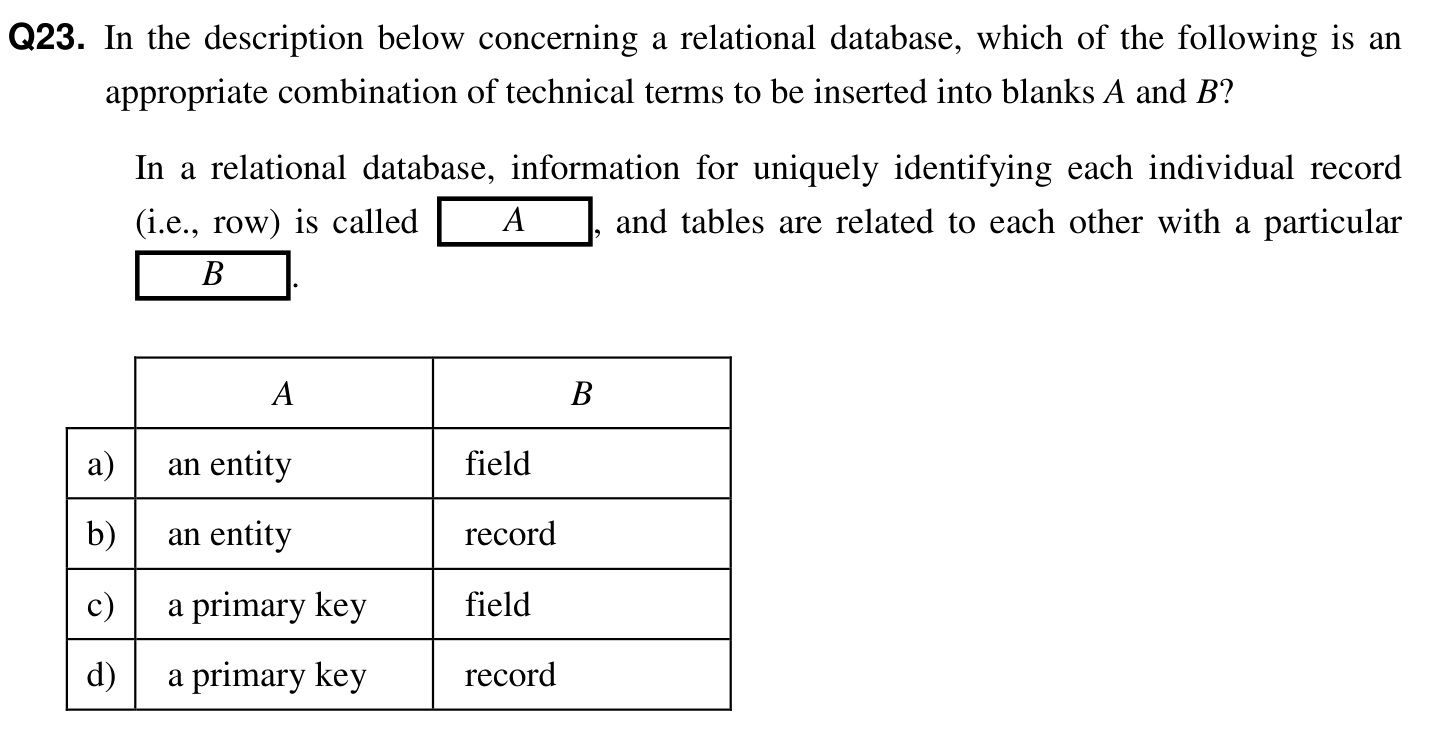 Q23. In the description below concerning a relational database, which of the following is an
appropriate combination of technical terms to be inserted into blanks A and B?
In a relational database, information for uniquely identifying each individual record
(i.e., row) is called A, and tables are related to each other with a particular
B.
A B
a) an entity field
b) an entity record
c) a primary key field
d) a primary key record